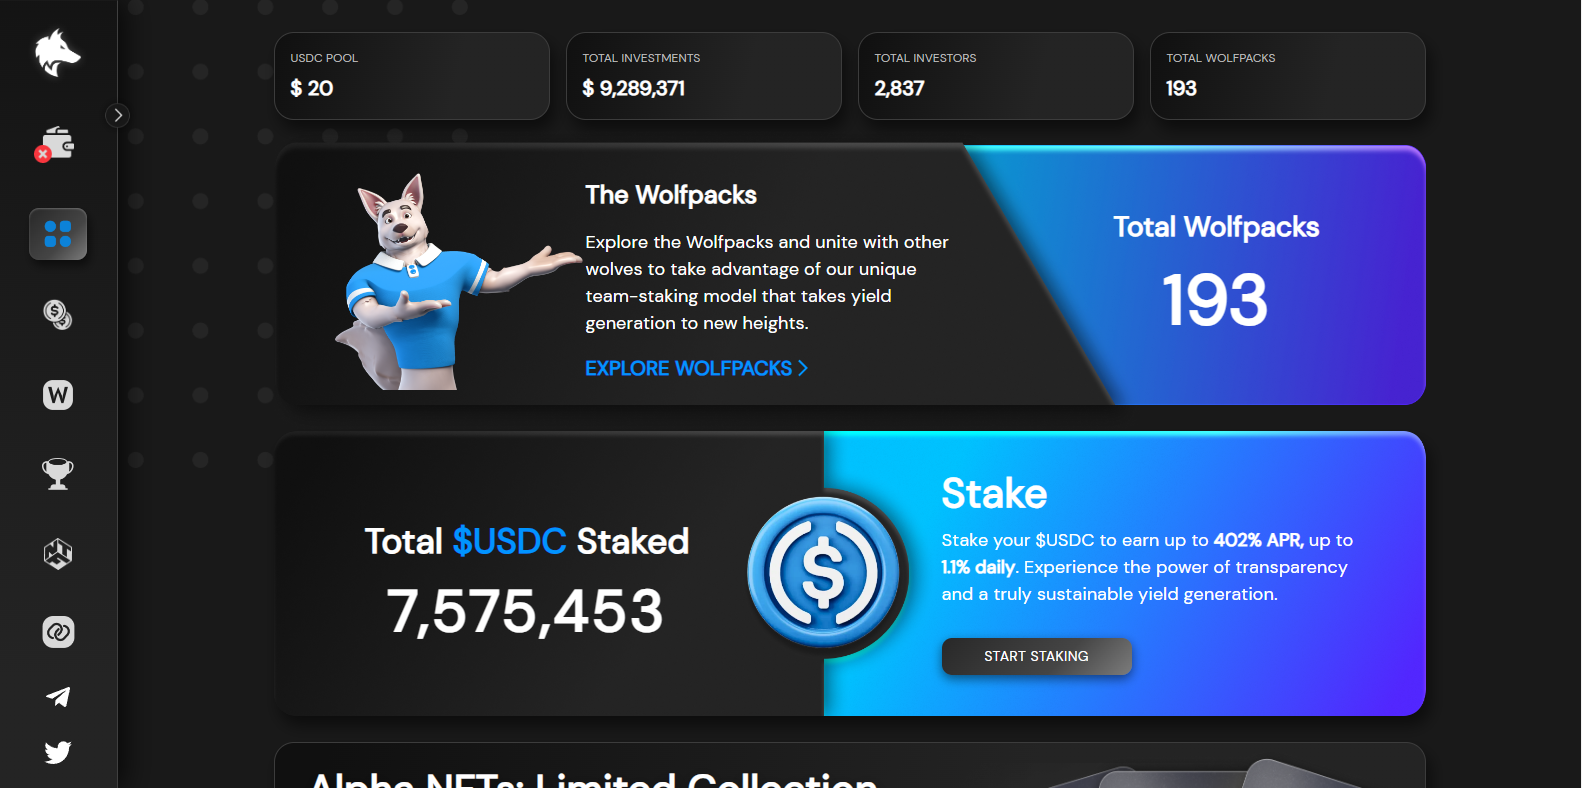 USDC POOL
$ 20
TOTAL INVESTMENTS
$ 9,289,371
TOTAL INVESTORS
2,837
TOTAL WOLFPACKS
193
The Wolfpacks
Explore the Wolfpacks and unite with other
wolves to take advantage of our unique
team-staking model that takes yield
generation to new heights.
EXPLORE WOLFPACKS
Total Wolfpacks
193
Total $USDC Staked
7,575,453
$
Stake
Stake your $USDC to earn up to 402% APR, up to
1.1% daily. Experience the power of transparency
and a truly sustainable yield generation.
START STAKING
W
Alpha NFTs: Limited Collection